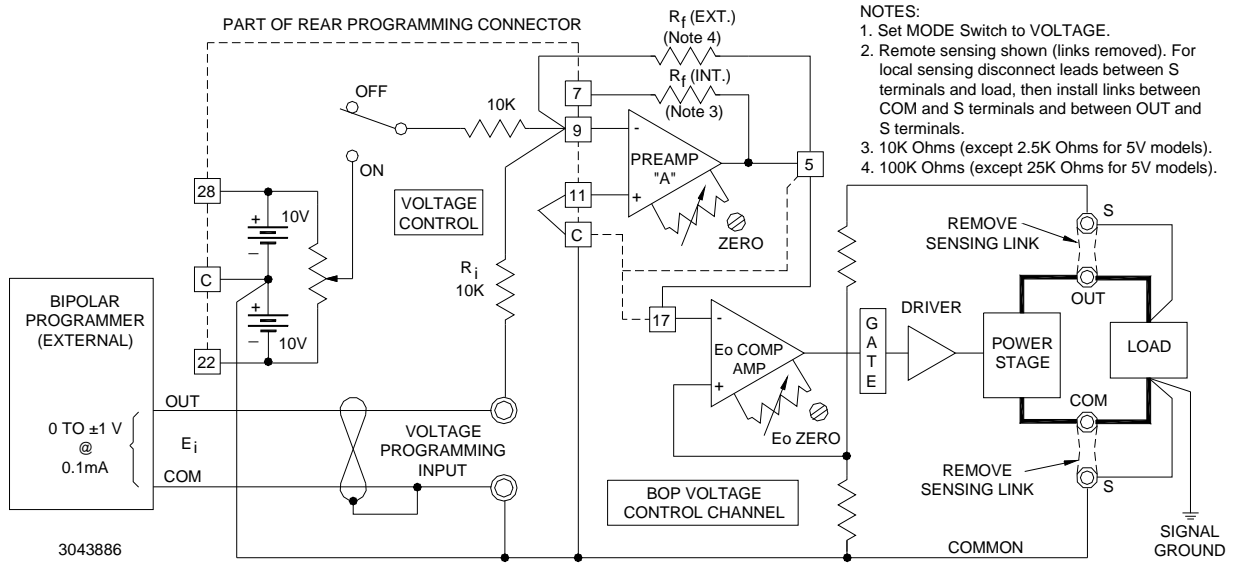 PART OF REAR PROGRAMMING CONNECTOR
Rf (EXT.)
(Note 4)
Rf (INT.)
(Note 3)
NOTES:
1. Set MODE Switch to VOLTAGE.
2. Remote sensing shown (links removed). For
local sensing disconnect leads between S
terminals and load, then install links between
COM and S terminals and between OUT and
S terminals.
3. 10K Ohms (except 2.5K Ohms for 5V models).
4. 100K Ohms (except 25K Ohms for 5V models).
OFF
ON
10K
7
9
-
PREAMP
"A"
+
11
C
5
ZERO
28
+
10V
–
C
+
10V
–
22
VOLTAGE
CONTROL
Ri
10K
17
-
Eo COMP
AMP
+
Eo ZERO
GATE
DRIVER
POWER
STAGE
LOAD
S
REMOVE
SENSING LINK
OUT
COM
REMOVE
SENSING LINK
S
BIPOLAR
PROGRAMMER
(EXTERNAL)
0 TO ±1 V
@
0.1mA
Ei
OUT
COM
VOLTAGE
PROGRAMMING
INPUT
BOP VOLTAGE
CONTROL CHANNEL
COMMON
SIGNAL
GROUND
3043886